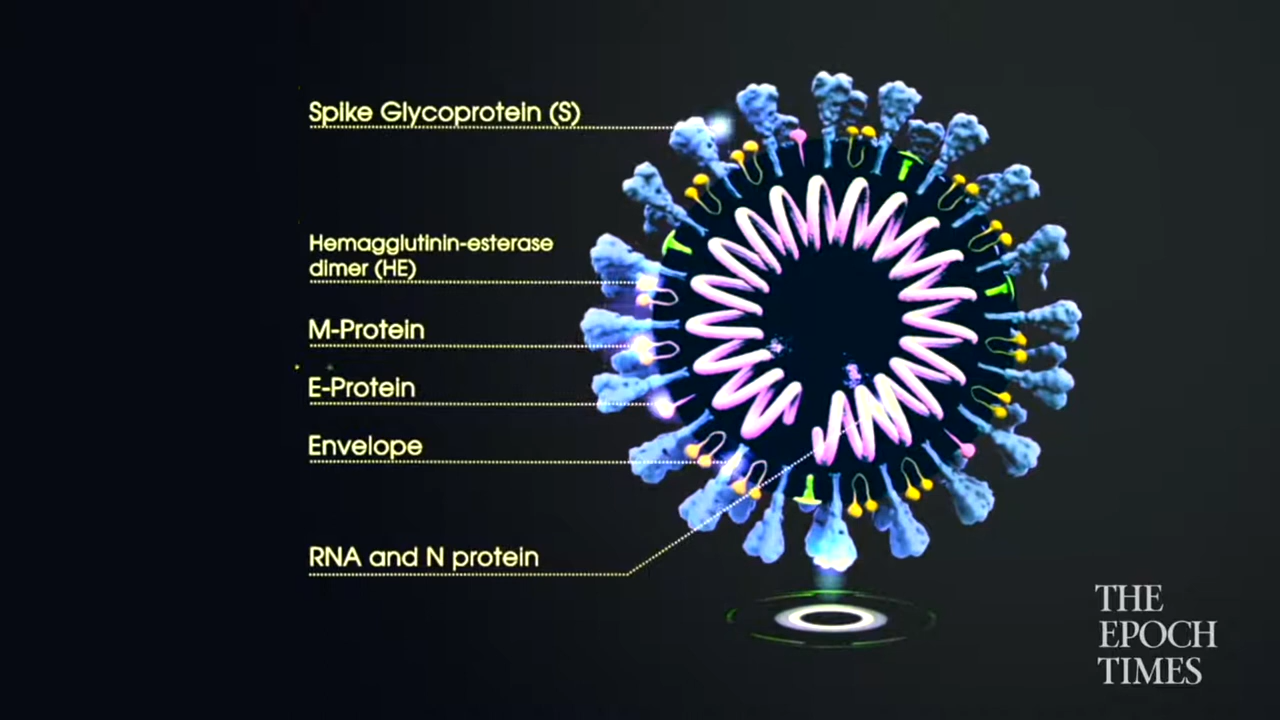 Spike Glycoprotein (S)
Hemagglutinin-esterase
dimer (HE)
M-Protein
E-Protein
Envelope
RNA and N protein
THE
EPOCH
TIMES